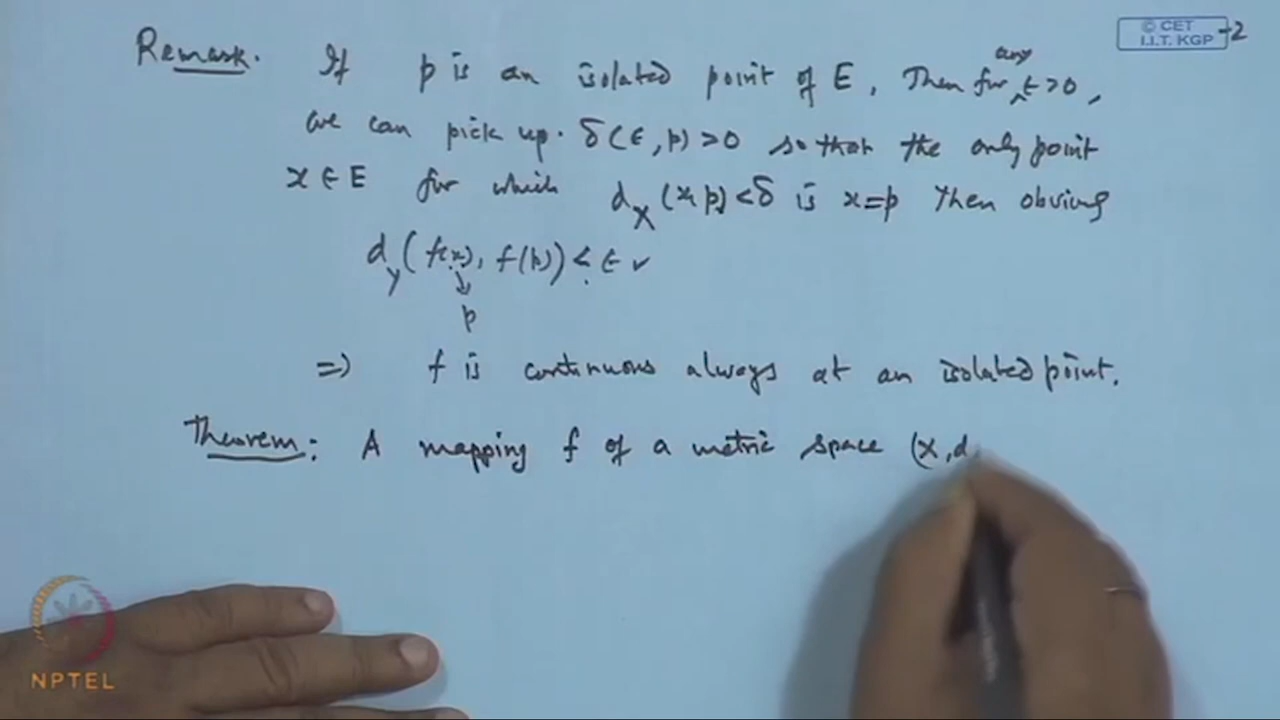 © CET
I.I.T. KGP
-2
Remark. If p is an isolated point of E, Then for any ε>0,
we can pick up. δ(ε,p)>0 so that the only point
x ∈ E for which d_X(x,p)<δ is x=p Then obviously
d_Y(f(x), f(p)) < ε ✓
↓
p
=) f is continuous always at an isolated point.
Theorem: A mapping f of a metric space (X,d
NPTEL